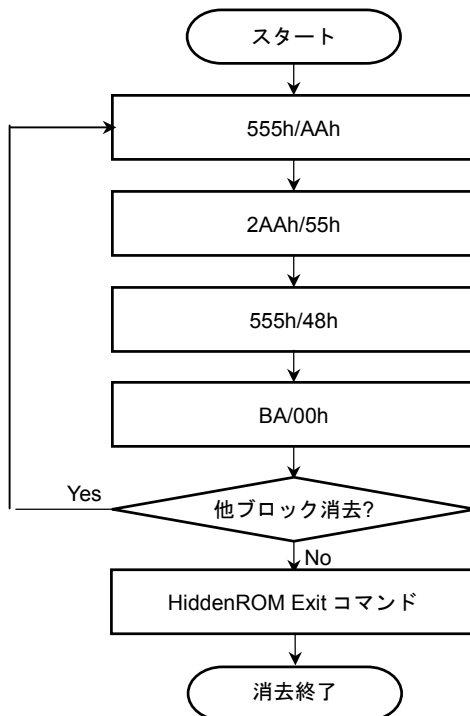 スタート
555h/AAh
2AAh/55h
555h/48h
BA/00h
Yes
他ブロック消去?
No
HiddenROM Exit コマンド
消去終了